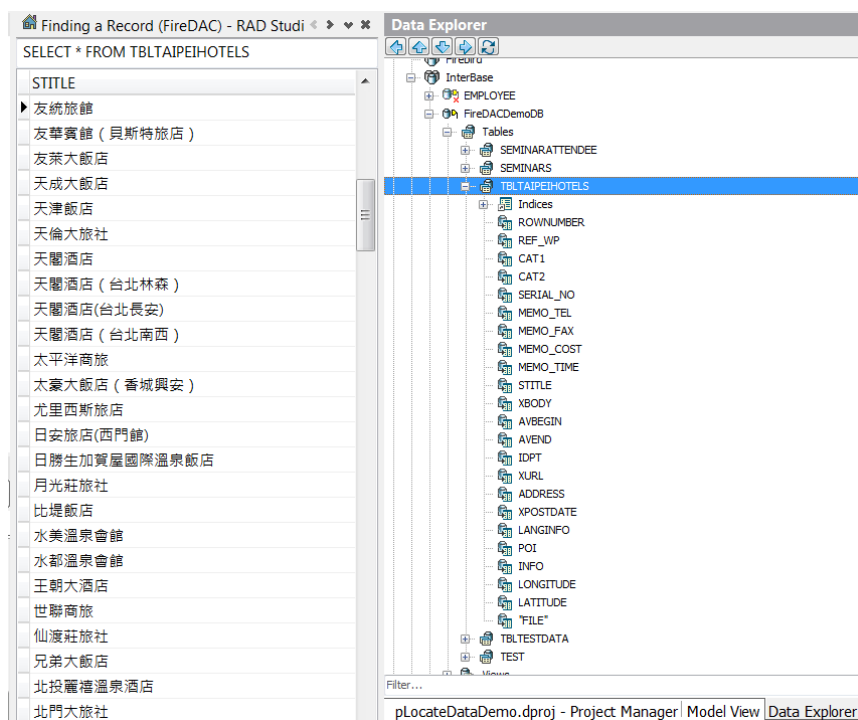 Finding a Record (FireDAC) - RAD Studi
SELECT * FROM TBLTAIPEIHOTELS
STITLE
友統旅館
友華賓館（貝斯特旅店）
友萊大飯店
天成大飯店
天津飯店
天倫大旅社
天閣酒店
天閣酒店（台北林森）
天閣酒店(台北長安)
天閣酒店（台北南西）
太平洋商旅
太豪大飯店（香城興安）
尤里西斯旅店
日安旅店(西門館)
日勝生加賀屋國際溫泉飯店
月光莊旅社
比堤飯店
水美溫泉會館
水都溫泉會館
王朝大酒店
世聯商旅
仙渡莊旅社
兄弟大飯店
北投麗禧溫泉酒店
北門大旅社
Data Explorer
Firebird
InterBase
EMPLOYEE
FireDACDemoDB
Tables
SEMINARATTENDEE
SEMINARS
TBLTAIPEIHOTELS
Indices
ROWNUMBER
REF_WP
CAT1
CAT2
SERIAL_NO
MEMO_TEL
MEMO_FAX
MEMO_COST
MEMO_TIME
STITLE
XBODY
AVBEGIN
AVEND
IDPT
XURL
ADDRESS
XPOSTDATE
LANGINFO
POI
INFO
LONGITUDE
LATITUDE
"FILE"
TBLTESTDATA
TEST
Views
Filter...
pLocateDataDemo.dproj - Project Manager Model View Data Explorer